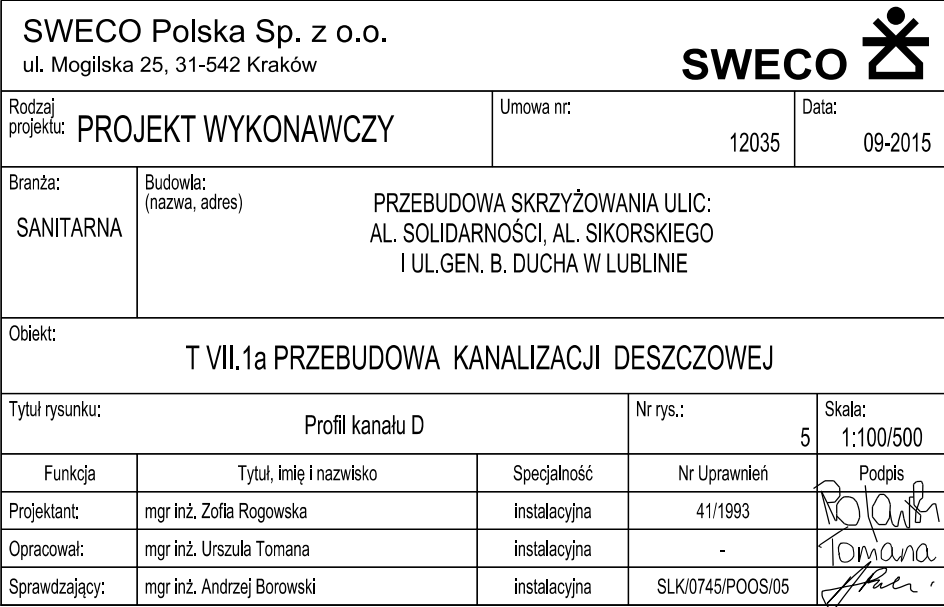 SWECO Polska Sp. z o.o.
ul. Mogilska 25, 31-542 Kraków
SWECO
Rodzaj projektu: PROJEKT WYKONAWCZY
Umowa nr: 12035
Data: 09-2015
Branża: SANITARNA
Budowla: (nazwa, adres)
PRZEBUDOWA SKRZYŻOWANIA ULIC:
AL. SOLIDARNOŚCI, AL. SIKORSKIEGO
I UL.GEN. B. DUCHA W LUBLINIE
Obiekt:
T VII.1a PRZEBUDOWA KANALIZACJI DESZCZOWEJ
Tytuł rysunku: Profil kanału D
Nr rys.: 5
Skala: 1:100/500
Funkcja Tytuł, imię i nazwisko Specjalność Nr Uprawnień Podpis
Projektant: mgr inż. Zofia Rogowska instalacyjna 41/1993
Opracował: mgr inż. Urszula Tomana instalacyjna - Tomana
Sprawdzający: mgr inż. Andrzej Borowski instalacyjna SLK/0745/POOS/05